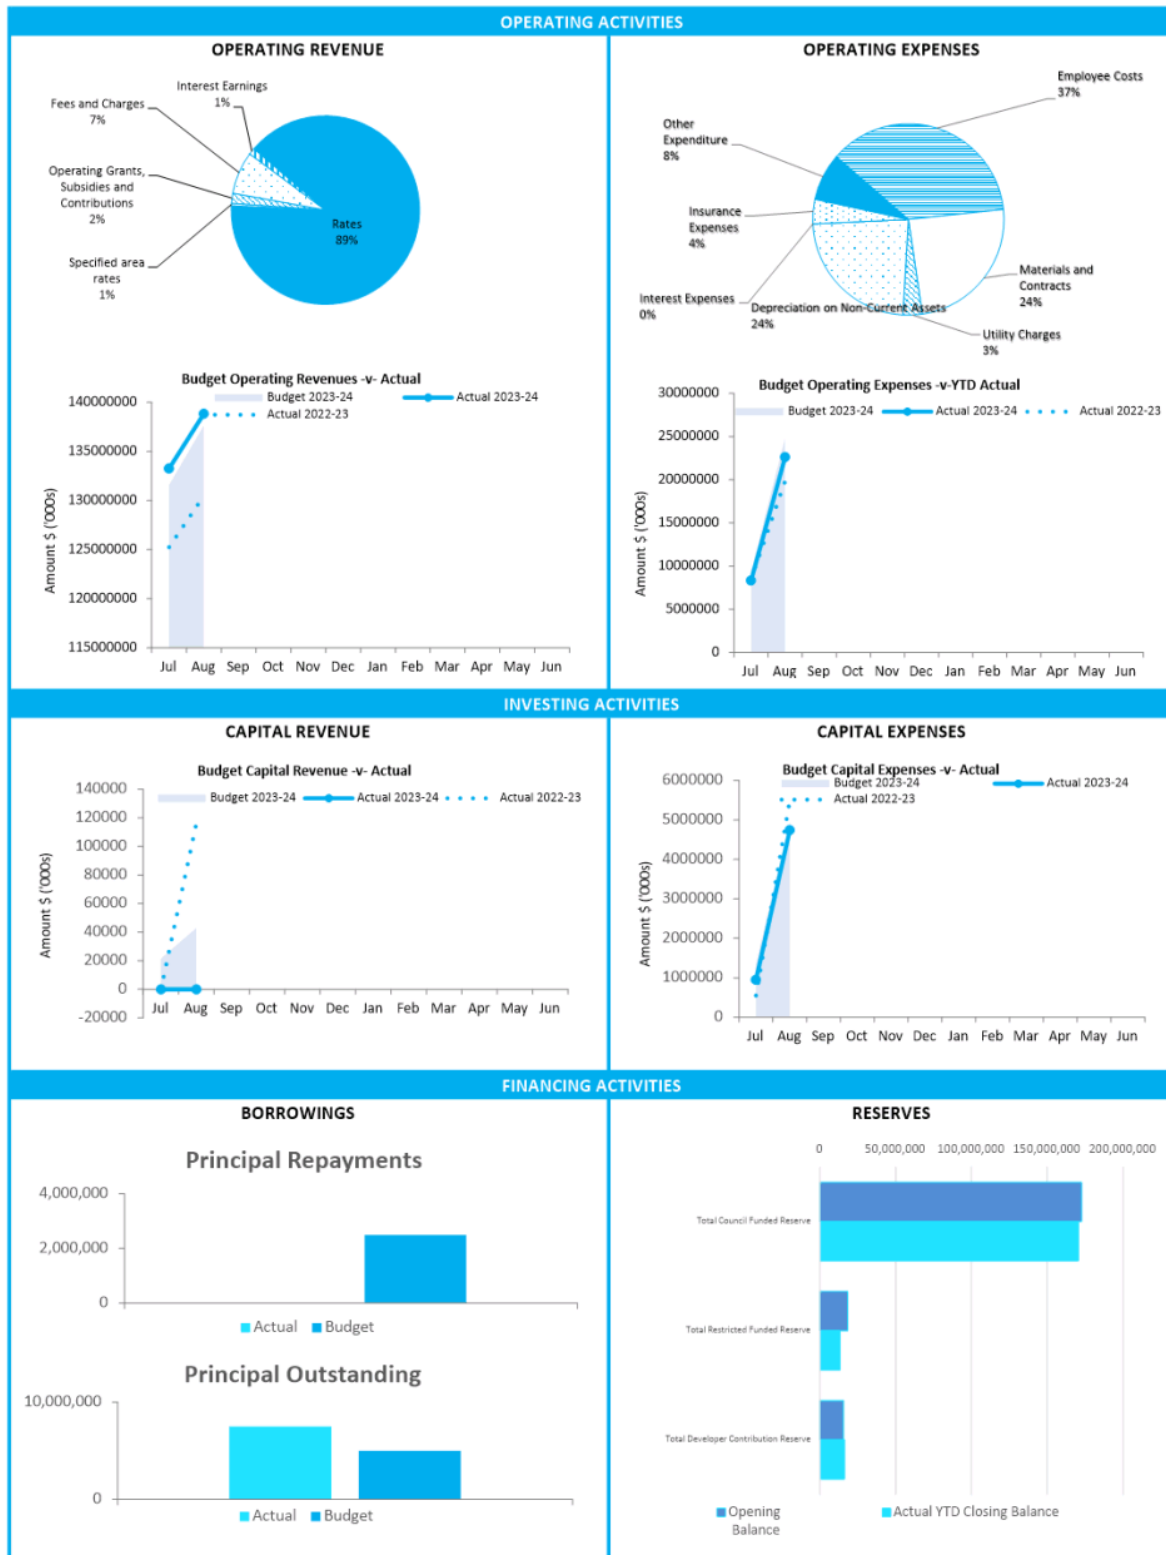 OPERATING ACTIVITIES
OPERATING REVENUE
Interest Earnings
1%
Fees and Charges
7%
Operating Grants,
Subsidies and
Contributions
2%
Specified area
rates
1%
Rates
89%
Budget Operating Revenues -v- Actual
Budget 2023-24
Actual 2023-24
Actual 2022-23
Amount $ ('000s)
140000000
135000000
130000000
125000000
120000000
115000000
Jul Aug Sep Oct Nov Dec Jan Feb Mar Apr May Jun
OPERATING EXPENSES
Employee Costs
37%
Other
Expenditure
8%
Insurance
Expenses
4%
Interest Expenses
0%
Depreciation on Non-Current Assets
24%
Materials and
Contracts
24%
Utility Charges
3%
Budget Operating Expenses -v-YTD Actual
Budget 2023-24
Actual 2023-24
Actual 2022-23
Amount $ ('000s)
30000000
25000000
20000000
15000000
10000000
5000000
0
Jul Aug Sep Oct Nov Dec Jan Feb Mar Apr May Jun
INVESTING ACTIVITIES
CAPITAL REVENUE
Budget Capital Revenue -v- Actual
Budget 2023-24
Actual 2023-24
Actual 2022-23
Amount $ ('000s)
140000
120000
100000
80000
60000
40000
20000
0
-20000
Jul Aug Sep Oct Nov Dec Jan Feb Mar Apr May Jun
CAPITAL EXPENSES
Budget Capital Expenses -v- Actual
Budget 2023-24
Actual 2023-24
Actual 2022-23
Amount $ ('000s)
6000000
5000000
4000000
3000000
2000000
1000000
0
Jul Aug Sep Oct Nov Dec Jan Feb Mar Apr May Jun
FINANCING ACTIVITIES
BORROWINGS
Principal Repayments
4,000,000
2,000,000
0
Actual Budget
Principal Outstanding
10,000,000
0
Actual Budget
RESERVES
0 50,000,000 100,000,000 150,000,000 200,000,000
Total Council Funded Reserve
Total Restricted Funded Reserve
Total Developer Contribution Reserve
Opening
Balance
Actual YTD Closing Balance